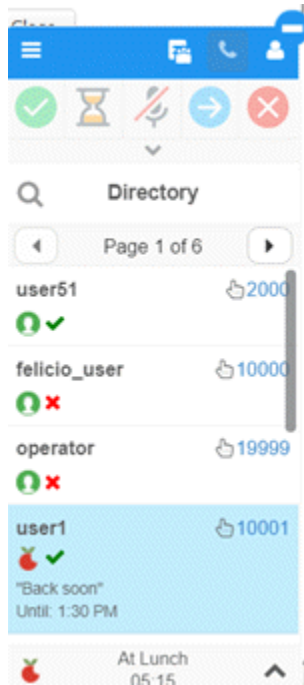 Close
Directory
Page 1 of 6
user51 2000
felicio_user 10000
operator 19999
user1 10001
"Back soon"
Until: 1:30 PM
At Lunch
05:15